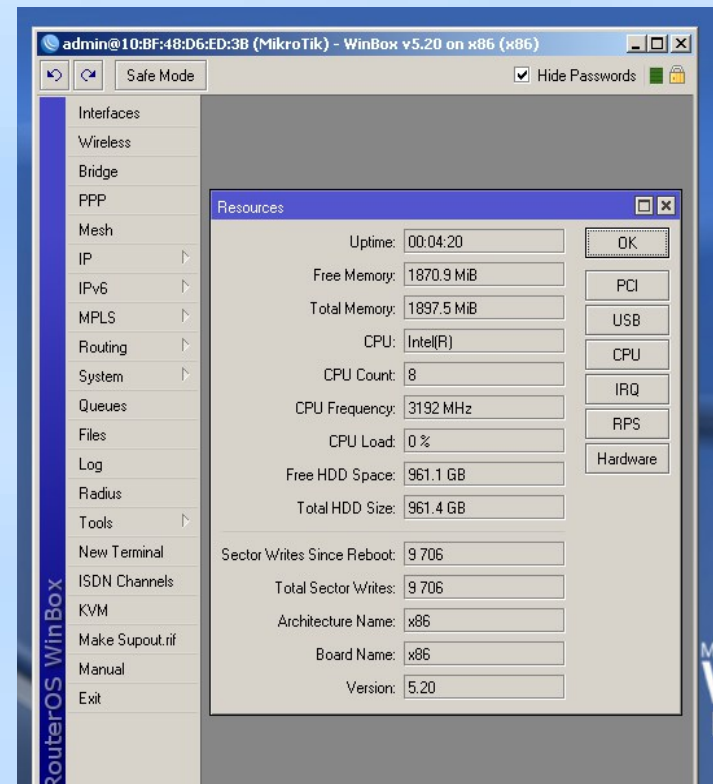 admin@10:BF:48:D6:ED:3B (MikroTik) - WinBox v5.20 on x86 (x86)
Safe Mode
Hide Passwords
Interfaces
Wireless
Bridge
PPP
Mesh
IP
IPv6
MPLS
Routing
System
Queues
Files
Log
Radius
Tools
New Terminal
ISDN Channels
KVM
Make Supout.rif
Manual
Exit
RouterOS WinBox
Resources
Uptime: 00:04:20
Free Memory: 1870.9 MiB
Total Memory: 1897.5 MiB
CPU: Intel(R)
CPU Count: 8
CPU Frequency: 3192 MHz
CPU Load: 0 %
Free HDD Space: 961.1 GB
Total HDD Size: 961.4 GB
Sector Writes Since Reboot: 9 706
Total Sector Writes: 9 706
Architecture Name: x86
Board Name: x86
Version: 5.20
OK
PCI
USB
CPU
IRQ
RPS
Hardware